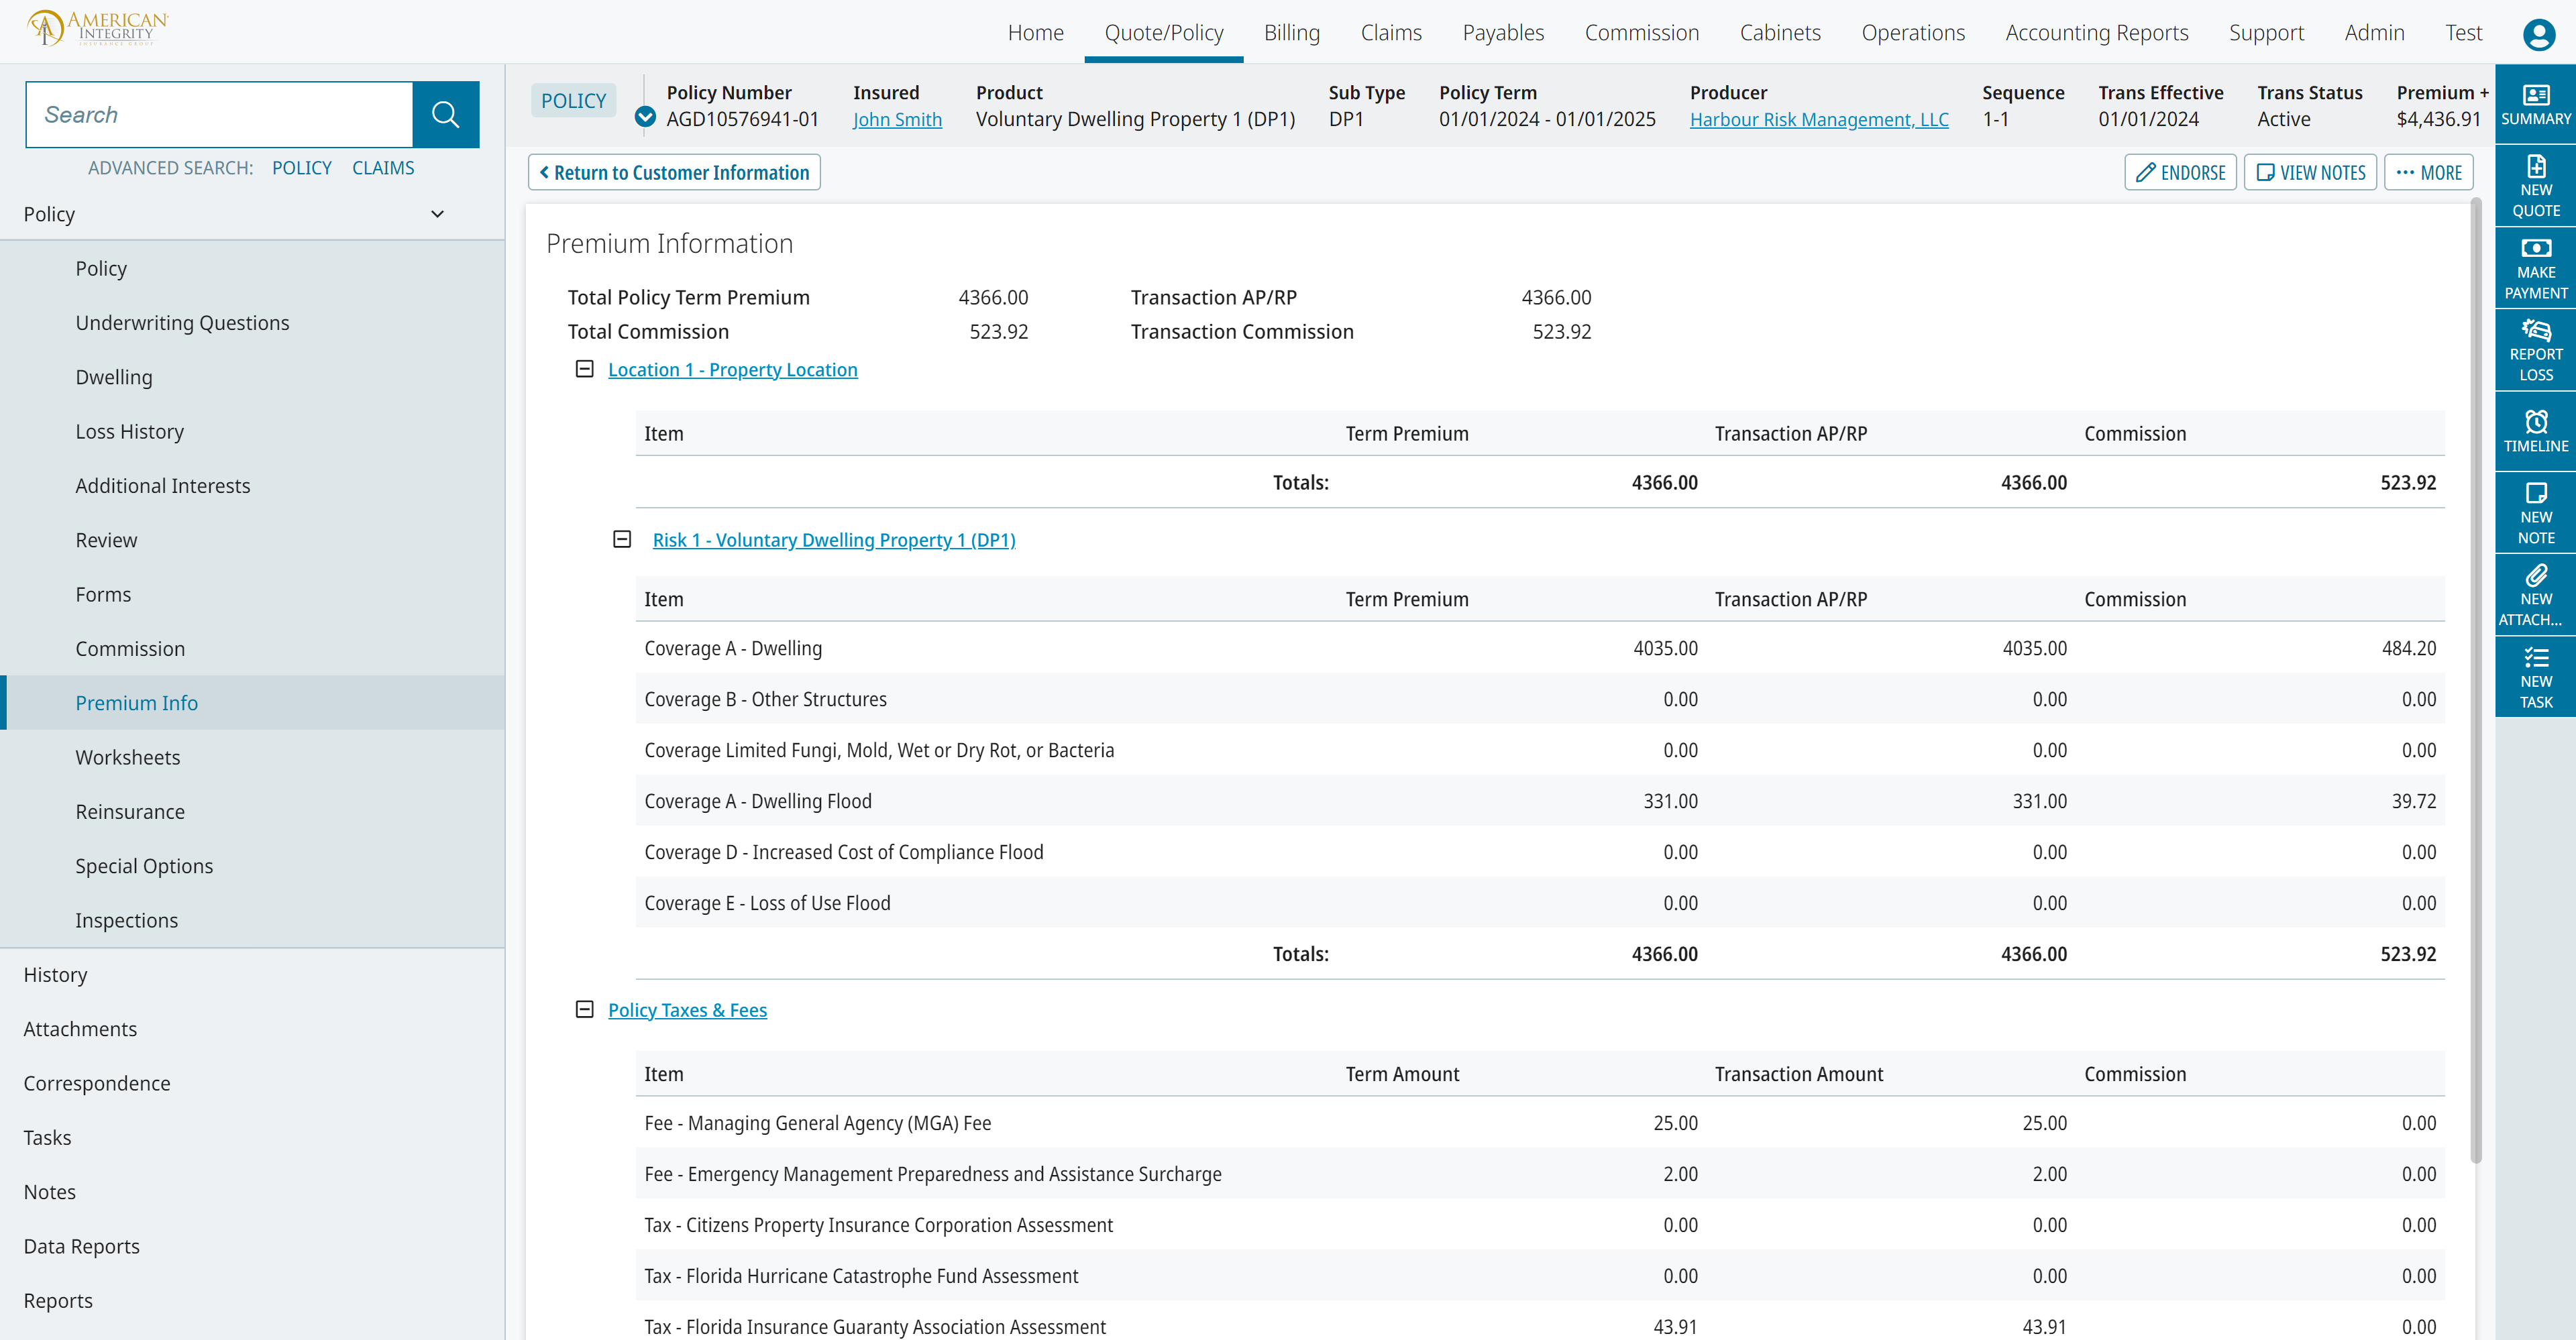 AMERICAN
INTEGRITY
INSURANCE GROUP
Home Quote/Policy Billing Claims Payables Commission Cabinets Operations Accounting Reports Support Admin Test
Search
ADVANCED SEARCH: POLICY CLAIMS
Policy
Policy
Underwriting Questions
Dwelling
Loss History
Additional Interests
Review
Forms
Commission
Premium Info
Worksheets
Reinsurance
Special Options
Inspections
History
Attachments
Correspondence
Tasks
Notes
Data Reports
Reports
POLICY
Policy Number Insured Product Sub Type Policy Term Producer Sequence Trans Effective Trans Status Premium +
AGD10576941-01 John Smith Voluntary Dwelling Property 1 (DP1) DP1 01/01/2024 - 01/01/2025 Harbour Risk Management, LLC 1-1 01/01/2024 Active $4,436.91
Return to Customer Information
ENDORSE VIEW NOTES MORE
Premium Information
Total Policy Term Premium 4366.00 Transaction AP/RP 4366.00
Total Commission 523.92 Transaction Commission 523.92
Location 1 - Property Location
Item Term Premium Transaction AP/RP Commission
Totals: 4366.00 4366.00 523.92
Risk 1 - Voluntary Dwelling Property 1 (DP1)
Item Term Premium Transaction AP/RP Commission
Coverage A - Dwelling 4035.00 4035.00 484.20
Coverage B - Other Structures 0.00 0.00 0.00
Coverage Limited Fungi, Mold, Wet or Dry Rot, or Bacteria 0.00 0.00 0.00
Coverage A - Dwelling Flood 331.00 331.00 39.72
Coverage D - Increased Cost of Compliance Flood 0.00 0.00 0.00
Coverage E - Loss of Use Flood 0.00 0.00 0.00
Totals: 4366.00 4366.00 523.92
Policy Taxes & Fees
Item Term Amount Transaction Amount Commission
Fee - Managing General Agency (MGA) Fee 25.00 25.00 0.00
Fee - Emergency Management Preparedness and Assistance Surcharge 2.00 2.00 0.00
Tax - Citizens Property Insurance Corporation Assessment 0.00 0.00 0.00
Tax - Florida Hurricane Catastrophe Fund Assessment 0.00 0.00 0.00
Tax - Florida Insurance Guaranty Association Assessment 43.91 43.91 0.00
SUMMARY
NEW
QUOTE
MAKE
PAYMENT
REPORT
LOSS
TIMELINE
NEW
NOTE
NEW
ATTACH...
NEW
TASK